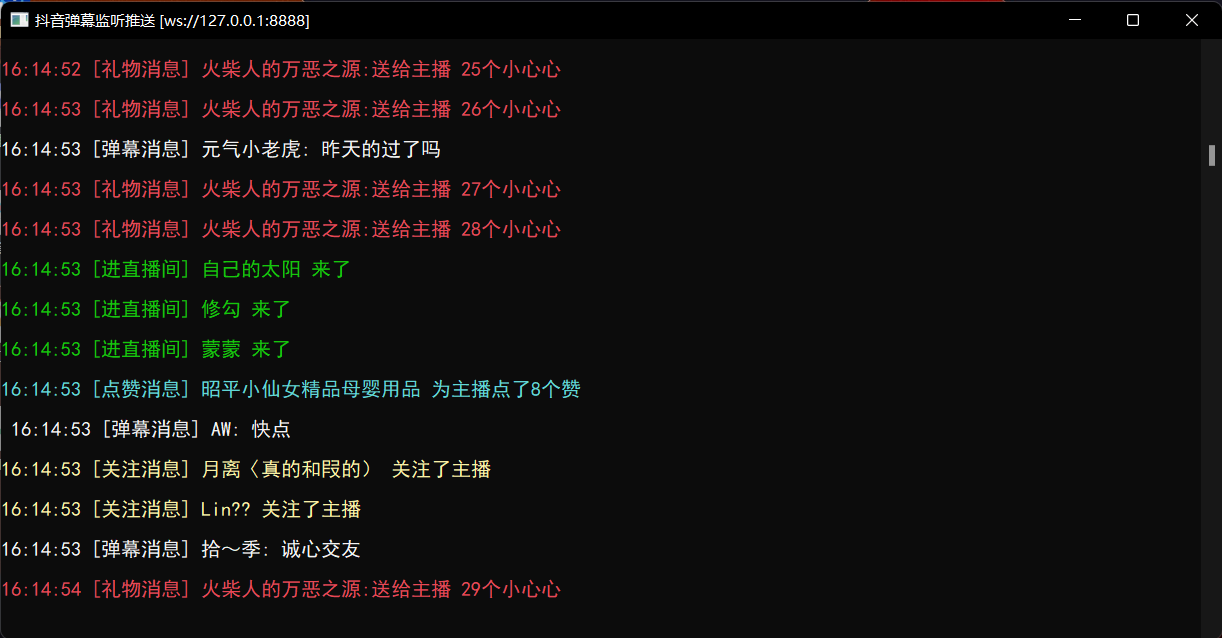 抖音弹幕监听推送 [ws://127.0.0.1:8888]
16:14:52 [礼物消息] 火柴人的万恶之源:送给主播 25个小心心
16:14:53 [礼物消息] 火柴人的万恶之源:送给主播 26个小心心
16:14:53 [弹幕消息] 元气小老虎: 昨天的过了吗
16:14:53 [礼物消息] 火柴人的万恶之源:送给主播 27个小心心
16:14:53 [礼物消息] 火柴人的万恶之源:送给主播 28个小心心
16:14:53 [进直播间] 自己的太阳 来了
16:14:53 [进直播间] 修勾 来了
16:14:53 [进直播间] 蒙蒙 来了
16:14:53 [点赞消息] 昭平小仙女精品母婴用品 为主播点了8个赞
16:14:53 [弹幕消息] AW: 快点
16:14:53 [关注消息] 月离〈真的和叚的） 关注了主播
16:14:53 [关注消息] Lin?? 关注了主播
16:14:53 [弹幕消息] 拾～季: 诚心交友
16:14:54 [礼物消息] 火柴人的万恶之源:送给主播 29个小心心